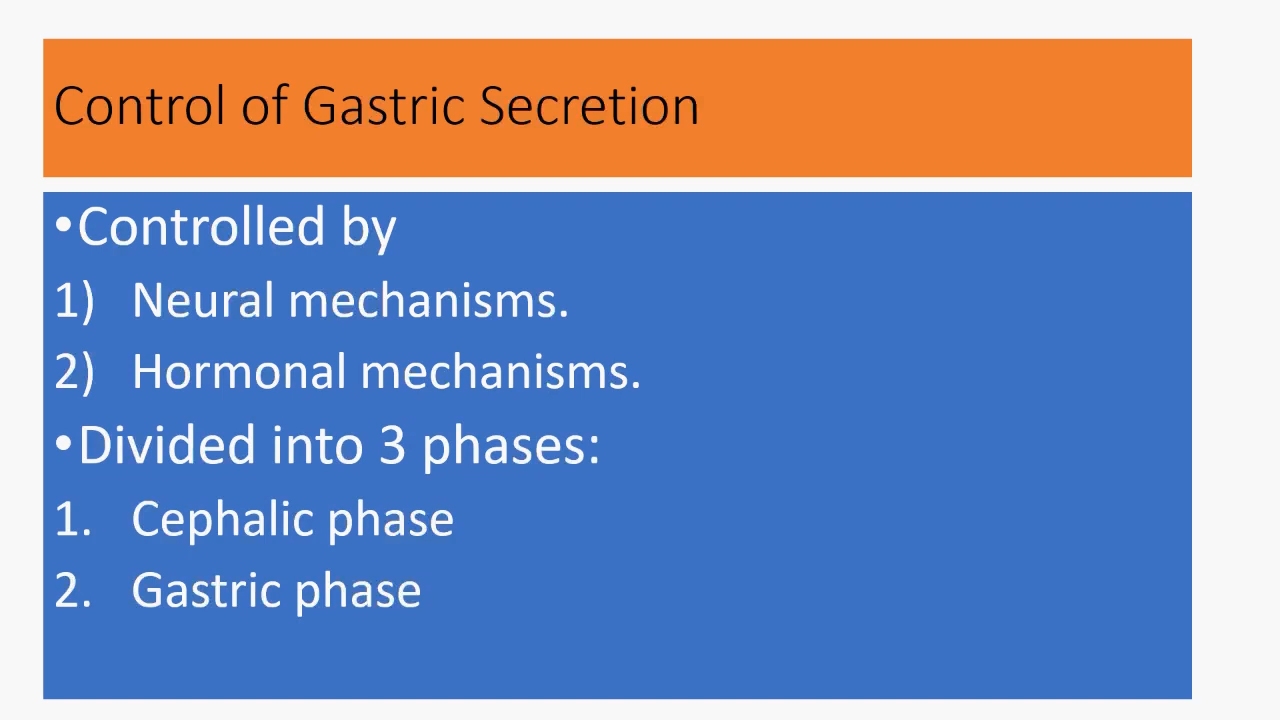 Control of Gastric Secretion
•Controlled by
1) Neural mechanisms.
2) Hormonal mechanisms.
•Divided into 3 phases:
1. Cephalic phase
2. Gastric phase